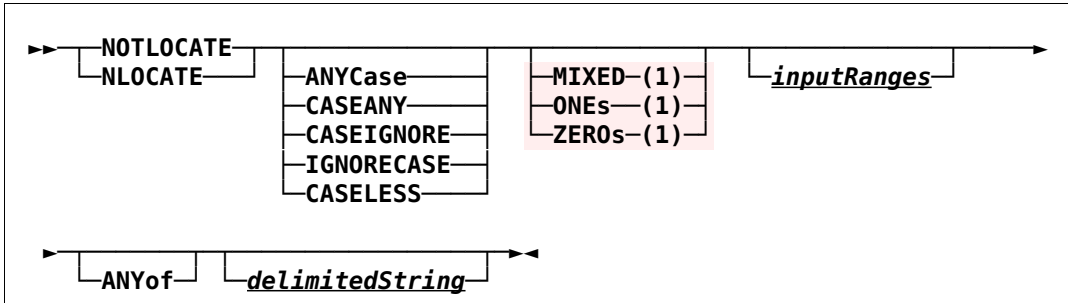 NOTLOCATE
NLOCATE ANYCase MIXED (1) inputRanges
CASEANY ONEs (1)
CASEIGNORE ZEROs (1)
IGNORECASE
CASELESS
ANYof delimitedString